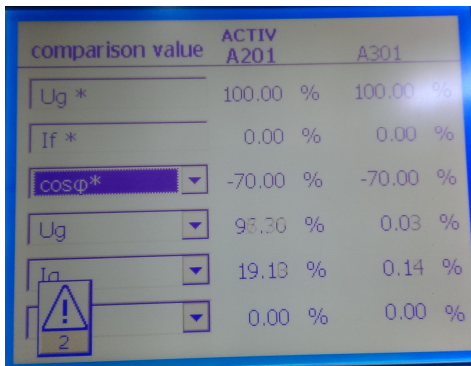 ACTIV
comparison value A201 A301
Ug * 100.00 % 100.00 %
If * 0.00 % 0.00 %
cosφ* -70.00 % -70.00 %
Ug % 0.03 %
19.18 % 0.14 %
0.00 % 0.00 %
2